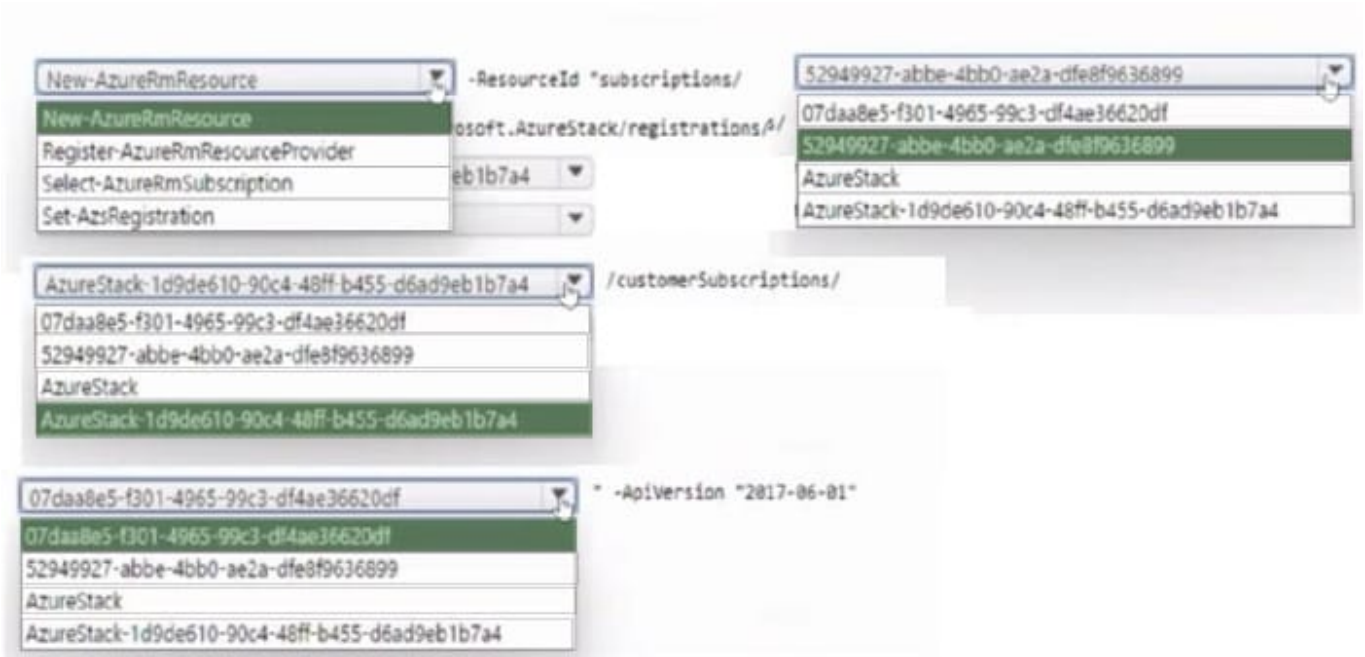 New-AzureRmResource -ResourceId "subscriptions/ 52949927-abbe-4bb0-ae2a-dfe8f9636899
New-AzureRmResource
Register-AzureRmResourceProvider
Select-AzureRmSubscription
Set-AzsRegistration
osoft.AzureStack/registrations/
eb1b7a4
07daa8e5-f301-4965-99c3-df4ae36620df
52949927-abbe-4bb0-ae2a-dfe8f9636899
AzureStack
AzureStack-1d9de610-90c4-48ff-b455-d6ad9eb1b7a4
AzureStack-1d9de610-90c4-48ff-b455-d6ad9eb1b7a4 /customerSubscriptions/
07daa8e5-f301-4965-99c3-df4ae36620df
52949927-abbe-4bb0-ae2a-dfe8f9636899
AzureStack
AzureStack-1d9de610-90c4-48ff-b455-d6ad9eb1b7a4
07daa8e5-f301-4965-99c3-df4ae36620df " -ApiVersion "2017-06-01"
07daa8e5-f301-4965-99c3-df4ae36620df
52949927-abbe-4bb0-ae2a-dfe8f9636899
AzureStack
AzureStack-1d9de610-90c4-48ff-b455-d6ad9eb1b7a4